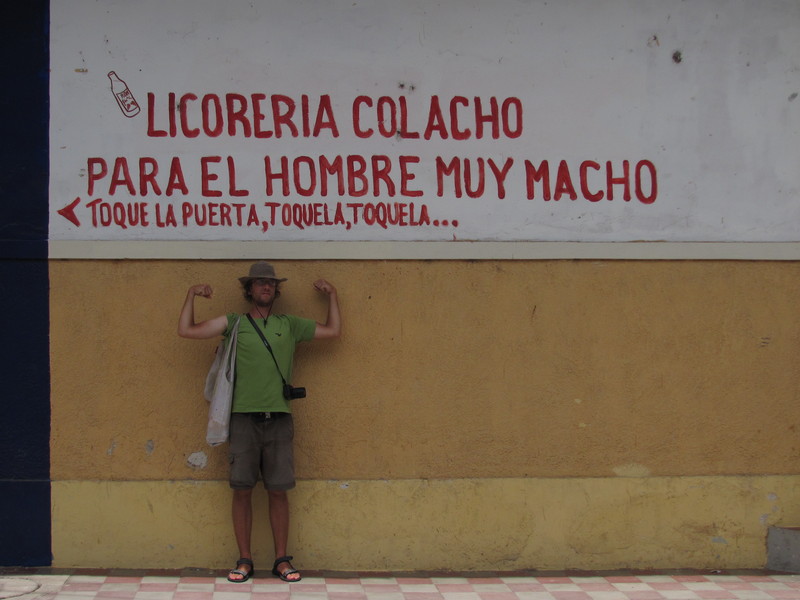 LICORERIA COLACHO
PARA EL HOMBRE MUY MACHO
TOQUE LA PUERTA, TOQUELA, TOQUELA...